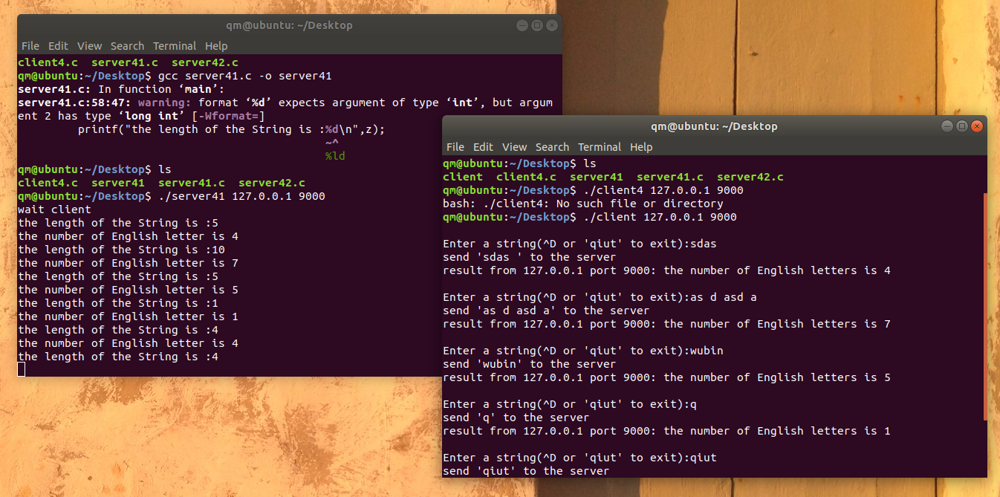 qm@ubuntu: ~/Desktop
File Edit View Search Terminal Help
client4.c  server41.c  server42.c
qm@ubuntu:~/Desktop$ gcc server41.c -o server41
server41.c: In function ‘main’:
server41.c:58:47: warning: format ‘%d’ expects argument of type ‘int’, but argum
ent 2 has type ‘long int’ [-Wformat=]
         printf("the length of the String is :%d\n",z);
                                              ~^
                                              %ld
qm@ubuntu:~/Desktop$ ls
client4.c  server41  server41.c  server42.c
qm@ubuntu:~/Desktop$ ./server41 127.0.0.1 9000
wait client
the length of the String is :5
the number of English letter is 4
the length of the String is :10
the number of English letter is 7
the length of the String is :5
the number of English letter is 5
the length of the String is :1
the number of English letter is 1
the length of the String is :4
the number of English letter is 4
the length of the String is :4
qm@ubuntu: ~/Desktop
File Edit View Search Terminal Help
qm@ubuntu:~/Desktop$ ls
client  client4.c  server41  server41.c  server42.c
qm@ubuntu:~/Desktop$ ./client4 127.0.0.1 9000
bash: ./client4: No such file or directory
qm@ubuntu:~/Desktop$ ./client 127.0.0.1 9000
Enter a string(^D or 'qiut' to exit):sdas
send 'sdas ' to the server
result from 127.0.0.1 port 9000: the number of English letters is 4
Enter a string(^D or 'qiut' to exit):as d asd a
send 'as d asd a' to the server
result from 127.0.0.1 port 9000: the number of English letters is 7
Enter a string(^D or 'qiut' to exit):wubin
send 'wubin' to the server
result from 127.0.0.1 port 9000: the number of English letters is 5
Enter a string(^D or 'qiut' to exit):q
send 'q' to the server
result from 127.0.0.1 port 9000: the number of English letters is 1
Enter a string(^D or 'qiut' to exit):qiut
send 'qiut' to the server